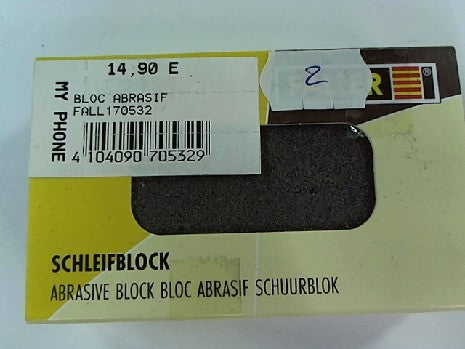 14,90 E
2
R ®
MY PHONE
BLOC ABRASIF
FALL170532
4 104090 705329
SCHLEIFBLOCK
ABRASIVE BLOCK BLOC ABRASIF SCHUURBLOK